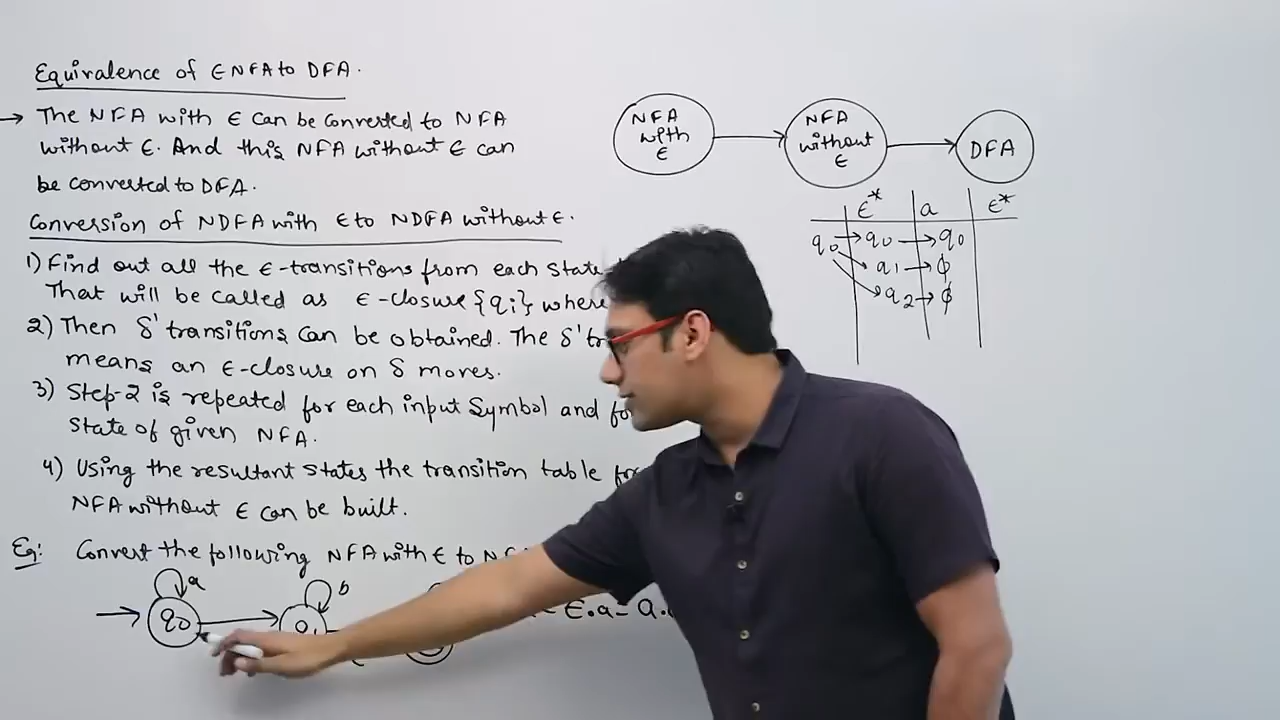 Equivalence of ϵ NFA to DFA.
→ The NFA with ϵ can be converted to NFA
without ϵ. And this NFA without ϵ can
be converted to DFA.
Conversion of NDFA with ϵ to NDFA without ϵ.
1) Find out all the ϵ-transitions from each state
That will be called as ϵ-closure {qi} where
2) Then δ' transitions can be obtained. The δ'
means an ϵ-closure on δ moves.
3) Step-2 is repeated for each input Symbol and
state of given NFA.
4) Using the resultant states the transition table
NFA without ϵ can be built.
Eg: Convert the following NFA with ϵ to
a
b
q0
ϵ.a = a.
NFA
with
ϵ
NFA
without
ϵ
DFA
ϵ* a ϵ*
q0 → q0 → q0
q1 → ϕ
q2 → ϕ